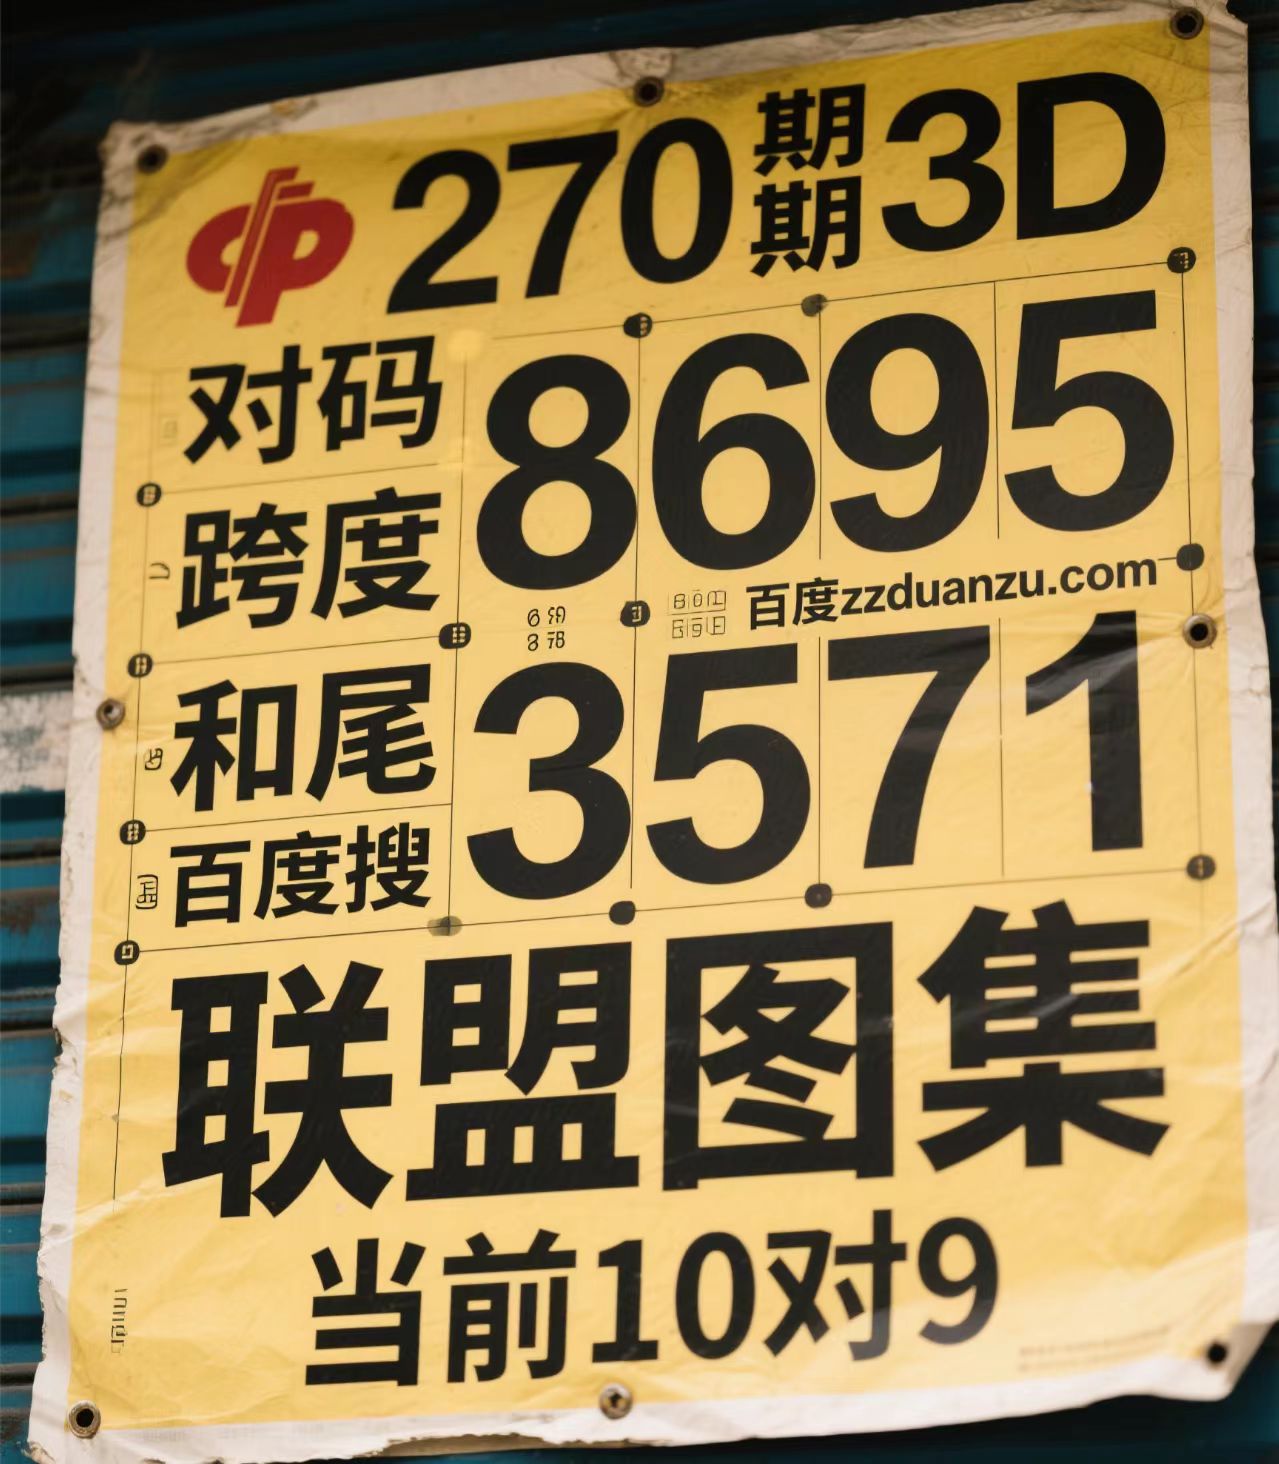 270期期3D
对码
跨度
8695
百度zzduanzu.com
和尾
百度搜
3571
联盟图集
当前10对9